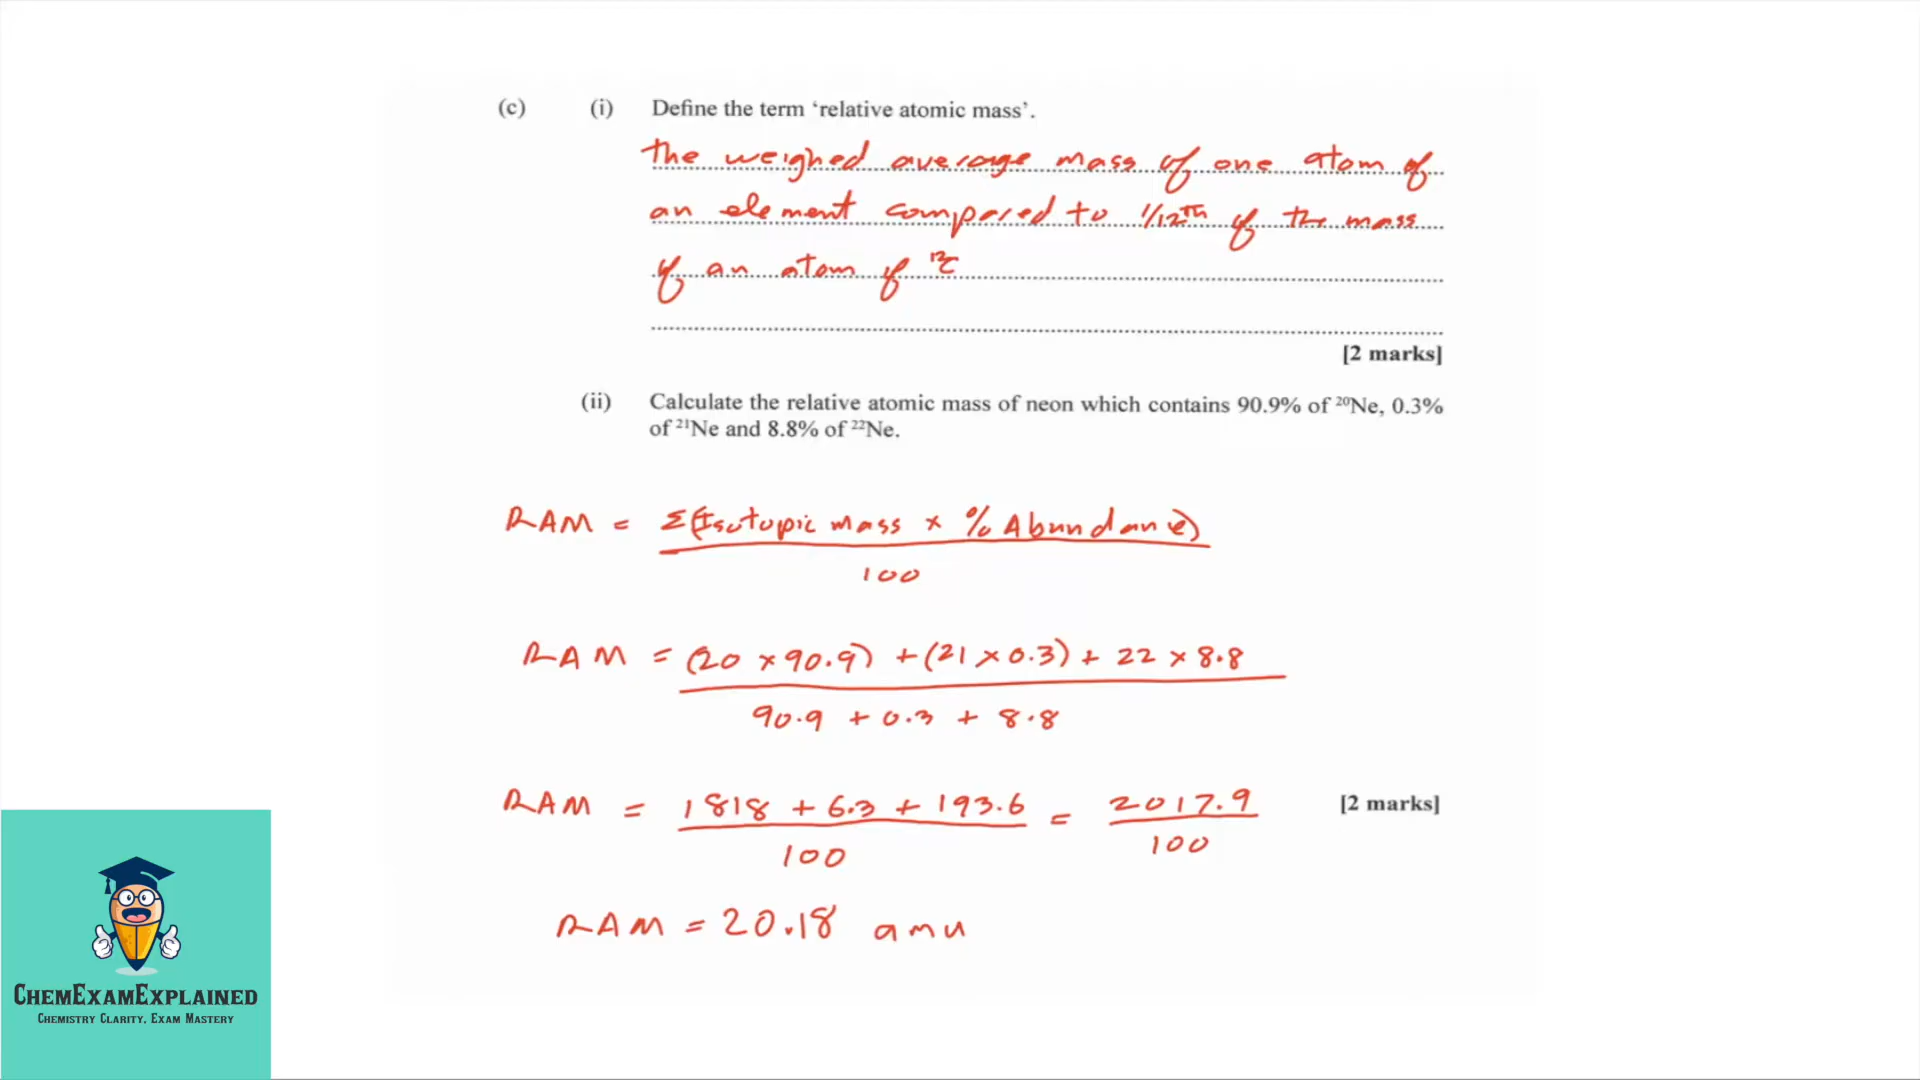 (c) (i) Define the term ‘relative atomic mass’.
The weighed average mass of one atom of
an element compared to 1/12th of the mass
of an atom of ¹²C
[2 marks]
(ii) Calculate the relative atomic mass of neon which contains 90.9% of ²⁰Ne, 0.3%
of ²¹Ne and 8.8% of ²²Ne.
RAM = Σ(Isotopic mass × % Abundance)
100
RAM = (20 × 90.9) + (21 × 0.3) + 22 × 8.8
90.9 + 0.3 + 8.8
RAM = 1818 + 6.3 + 193.6 = 2017.9 [2 marks]
100 100
RAM = 20.18 amu
CHEMEXAMEXPLAINED
CHEMISTRY CLARITY, EXAM MASTERY